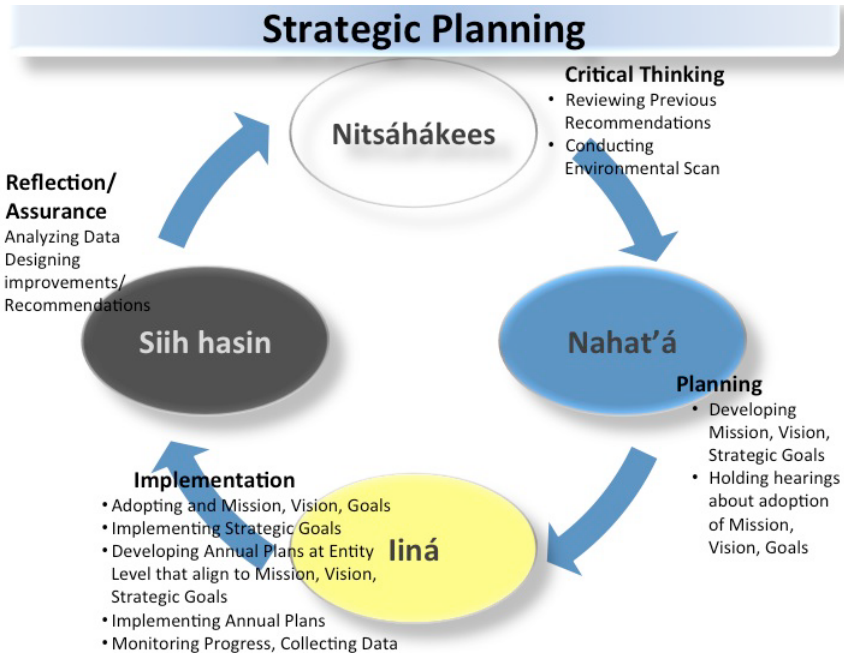 Strategic Planning
Nitsáhákees
Critical Thinking
• Reviewing Previous
Recommendations
• Conducting
Environmental Scan
Nahat’á
Planning
• Developing
Mission, Vision,
Strategic Goals
• Holding hearings
about adoption
of Mission,
Vision, Goals
Iiná
Implementation
• Adopting and Mission, Vision, Goals
• Implementing Strategic Goals
• Developing Annual Plans at Entity
Level that align to Mission, Vision,
Strategic Goals
• Implementing Annual Plans
• Monitoring Progress, Collecting Data
Siih hasin
Reflection/
Assurance
Analyzing Data
Designing
improvements/
Recommendations